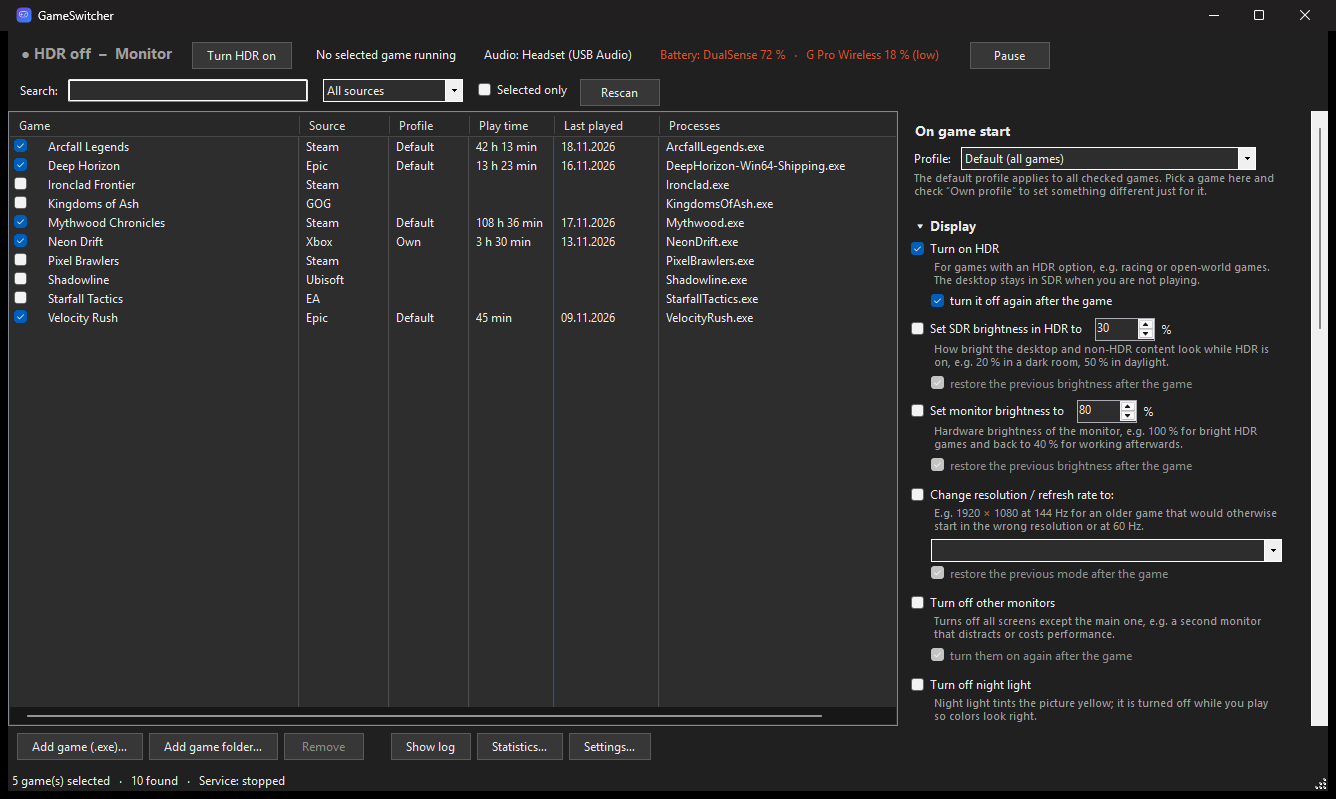 GameSwitcher
● HDR off – Monitor
Turn HDR on
No selected game running
Audio: Headset (USB Audio)
Battery: DualSense 72 % · G Pro Wireless 18 % (low)
Pause
Search:
All sources
Selected only
Rescan
Game Source Profile Play time Last played Processes
Arcfall Legends Steam Default 42 h 13 min 18.11.2026 ArcfallLegends.exe
Deep Horizon Epic Default 13 h 23 min 16.11.2026 DeepHorizon-Win64-Shipping.exe
Ironclad Frontier Steam Ironclad.exe
Kingdoms of Ash GOG KingdomsOfAsh.exe
Mythwood Chronicles Steam Default 108 h 36 min 17.11.2026 Mythwood.exe
Neon Drift Xbox Own 3 h 30 min 13.11.2026 NeonDrift.exe
Pixel Brawlers Steam PixelBrawlers.exe
Shadowline Ubisoft Shadowline.exe
Starfall Tactics EA StarfallTactics.exe
Velocity Rush Epic Default 45 min 09.11.2026 VelocityRush.exe
On game start
Profile: Default (all games)
The default profile applies to all checked games. Pick a game here and
check “Own profile” to set something different just for it.
Display
Turn on HDR
For games with an HDR option, e.g. racing or open-world games.
The desktop stays in SDR when you are not playing.
turn it off again after the game
Set SDR brightness in HDR to 30 %
How bright the desktop and non-HDR content look while HDR is
on, e.g. 20 % in a dark room, 50 % in daylight.
restore the previous brightness after the game
Set monitor brightness to 80 %
Hardware brightness of the monitor, e.g. 100 % for bright HDR
games and back to 40 % for working afterwards.
restore the previous brightness after the game
Change resolution / refresh rate to:
E.g. 1920 × 1080 at 144 Hz for an older game that would otherwise
start in the wrong resolution or at 60 Hz.
restore the previous mode after the game
Turn off other monitors
Turns off all screens except the main one, e.g. a second monitor
that distracts or costs performance.
turn them on again after the game
Turn off night light
Night light tints the picture yellow; it is turned off while you play
so colors look right.
Add game (.exe)...
Add game folder...
Remove
Show log
Statistics...
Settings...
5 game(s) selected · 10 found · Service: stopped